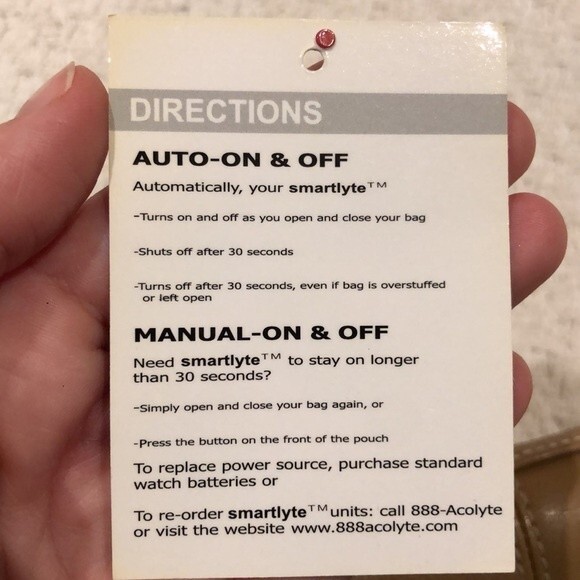 DIRECTIONS
AUTO-ON & OFF
Automatically, your smartlyte™
-Turns on and off as you open and close your bag
-Shuts off after 30 seconds
-Turns off after 30 seconds, even if bag is overstuffed
or left open
MANUAL-ON & OFF
Need smartlyte™ to stay on longer
than 30 seconds?
-Simply open and close your bag again, or
-Press the button on the front of the pouch
To replace power source, purchase standard
watch batteries or
To re-order smartlyte™units: call 888-Acolyte
or visit the website www.888acolyte.com